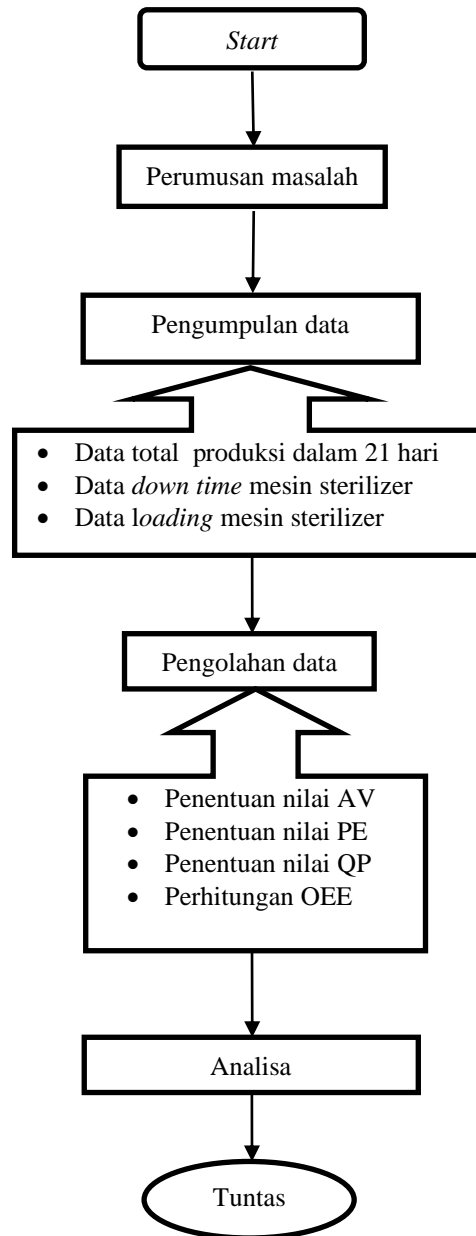 Start
Perumusan masalah
Pengumpulan data
• Data total produksi dalam 21 hari
• Data down time mesin sterilizer
• Data loading mesin sterilizer
Pengolahan data
• Penentuan nilai AV
• Penentuan nilai PE
• Penentuan nilai QP
• Perhitungan OEE
Analisa
Tuntas